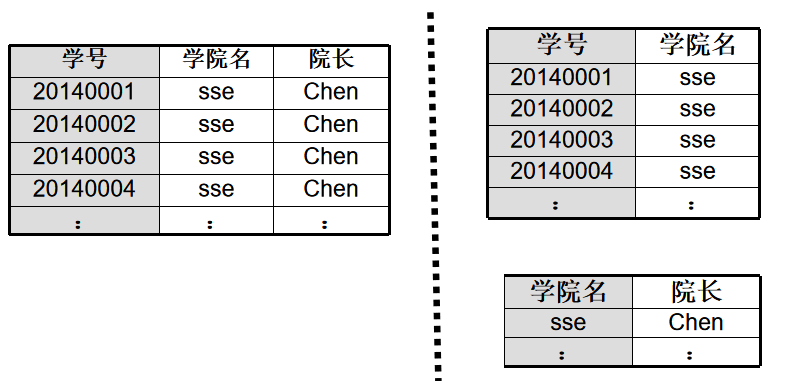 学号 学院名 院长
20140001 sse Chen
20140002 sse Chen
20140003 sse Chen
20140004 sse Chen
： ： ：
学号 学院名
20140001 sse
20140002 sse
20140003 sse
20140004 sse
： ：
学院名 院长
sse Chen
： ：